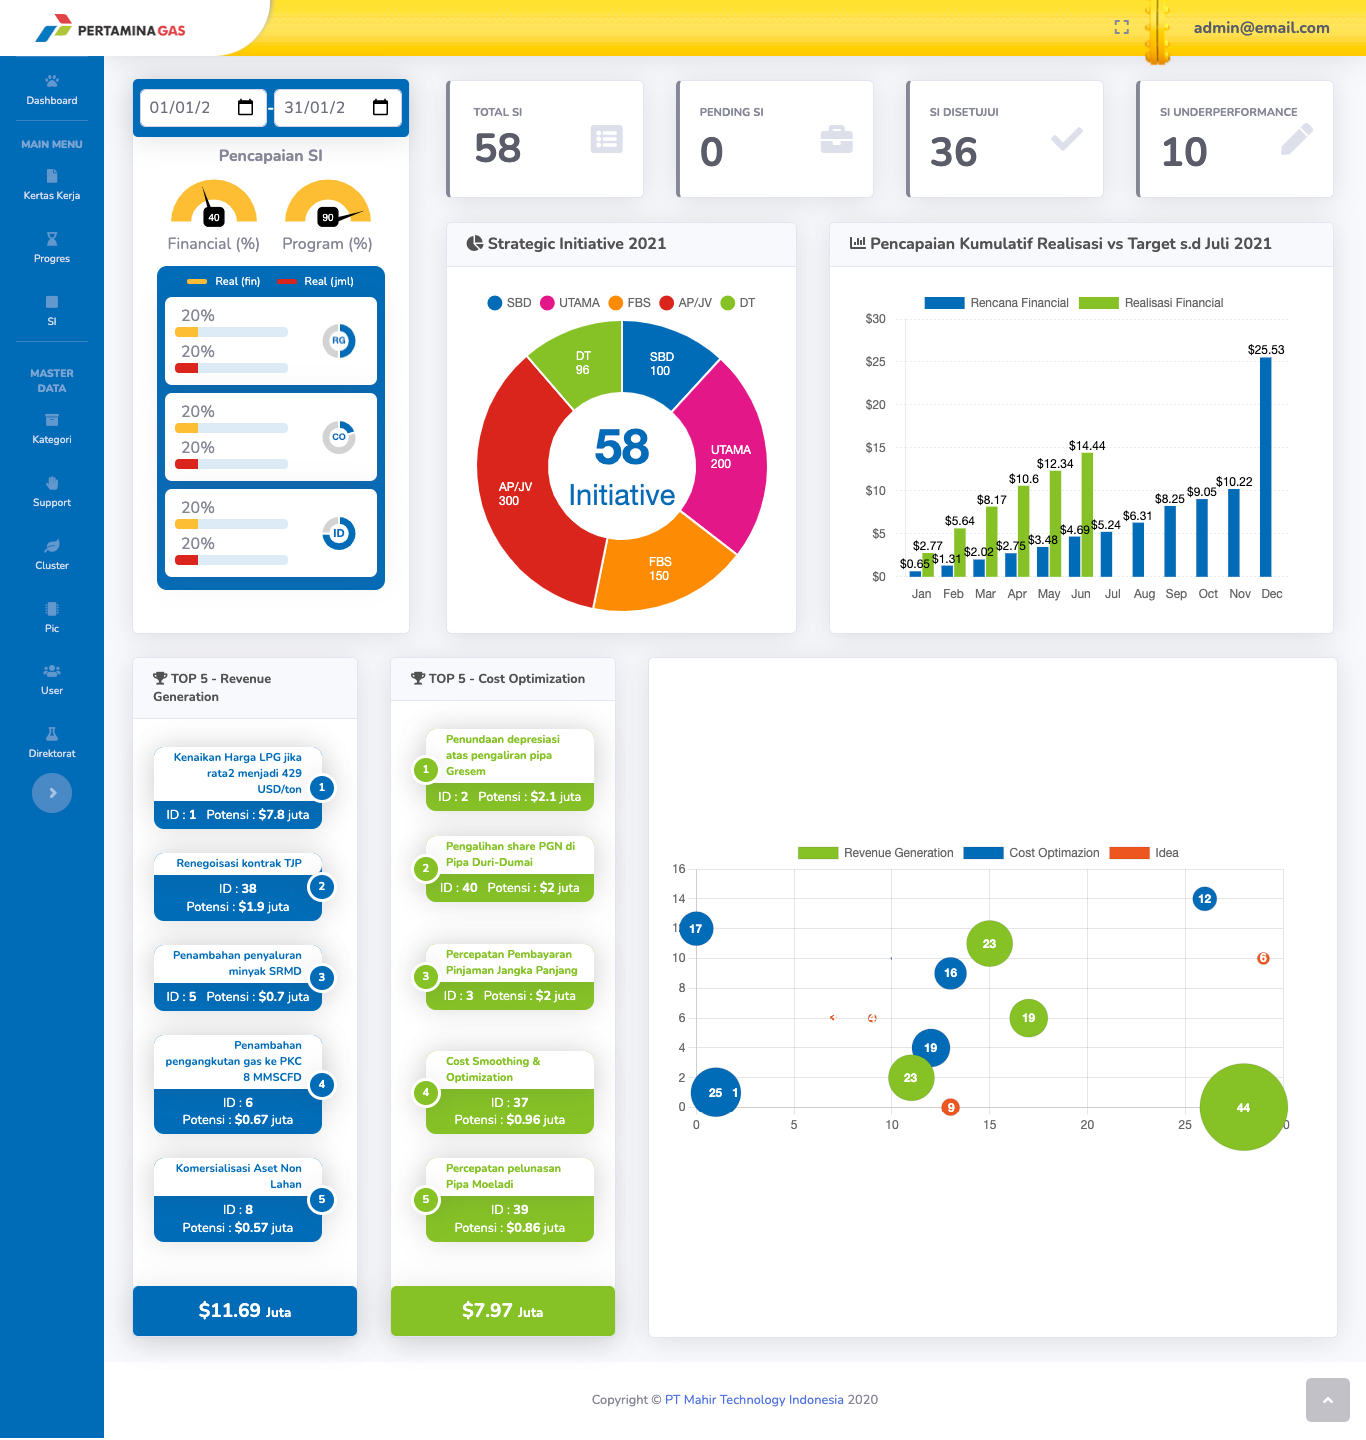 PERTAMINA GAS
admin@email.com
Dashboard
MAIN MENU
Kertas Kerja
Progres
SI
MASTER
DATA
Kategori
Support
Cluster
Pic
User
Direktorat
01/01/2 - 31/01/2
Pencapaian SI
40 90
Financial (%) Program (%)
Real (fin) Real (jml)
20%
RG
20%
20%
CO
20%
20%
ID
20%
TOTAL SI
58
PENDING SI
0
SI DISETUJUI
36
SI UNDERPERFORMANCE
10
Strategic Initiative 2021
SBD UTAMA FBS AP/JV DT
DT
96
SBD
100
UTAMA
200
AP/JV
300
FBS
150
58
Initiative
Pencapaian Kumulatif Realisasi vs Target s.d Juli 2021
Rencana Financial Realisasi Financial
$30
$25
$20
$15
$10
$5
$0
$0.65 $2.77 $1.31 $5.64 $2.02 $8.17 $2.75 $10.6 $3.48 $12.34 $4.69 $14.44 $5.24 $6.31 $8.25 $9.05 $10.22 $25.53
Jan Feb Mar Apr May Jun Jul Aug Sep Oct Nov Dec
TOP 5 - Revenue
Generation
Kenaikan Harga LPG jika
rata2 menjadi 429
USD/ton
1
ID : 1 Potensi : $7.8 juta
Renegoisasi kontrak TJP
ID : 38
2
Potensi : $1.9 juta
Penambahan penyaluran
minyak SRMD
3
ID : 5 Potensi : $0.7 juta
Penambahan
pengangkutan gas ke PKC
8 MMSCFD
4
ID : 6
Potensi : $0.67 juta
Komersialisasi Aset Non
Lahan
5
ID : 8
Potensi : $0.57 juta
$11.69 Juta
TOP 5 - Cost Optimization
Penundaan depresiasi
atas pengaliran pipa
Gresem
1
ID : 2 Potensi : $2.1 juta
Pengalihan share PGN di
Pipa Duri-Dumai
2
ID : 40 Potensi : $2 juta
Percepatan Pembayaran
Pinjaman Jangka Panjang
3
ID : 3 Potensi : $2 juta
Cost Smoothing &
Optimization
4
ID : 37
Potensi : $0.96 juta
Percepatan pelunasan
Pipa Moeladi
5
ID : 39
Potensi : $0.86 juta
$7.97 Juta
Revenue Generation Cost Optimazion Idea
16
14
12
17
23
10
6
16
8
6
4
19
4
19
2
23
25 1
0
9
44
0 5 10 15 20 25
Copyright © PT Mahir Technology Indonesia 2020